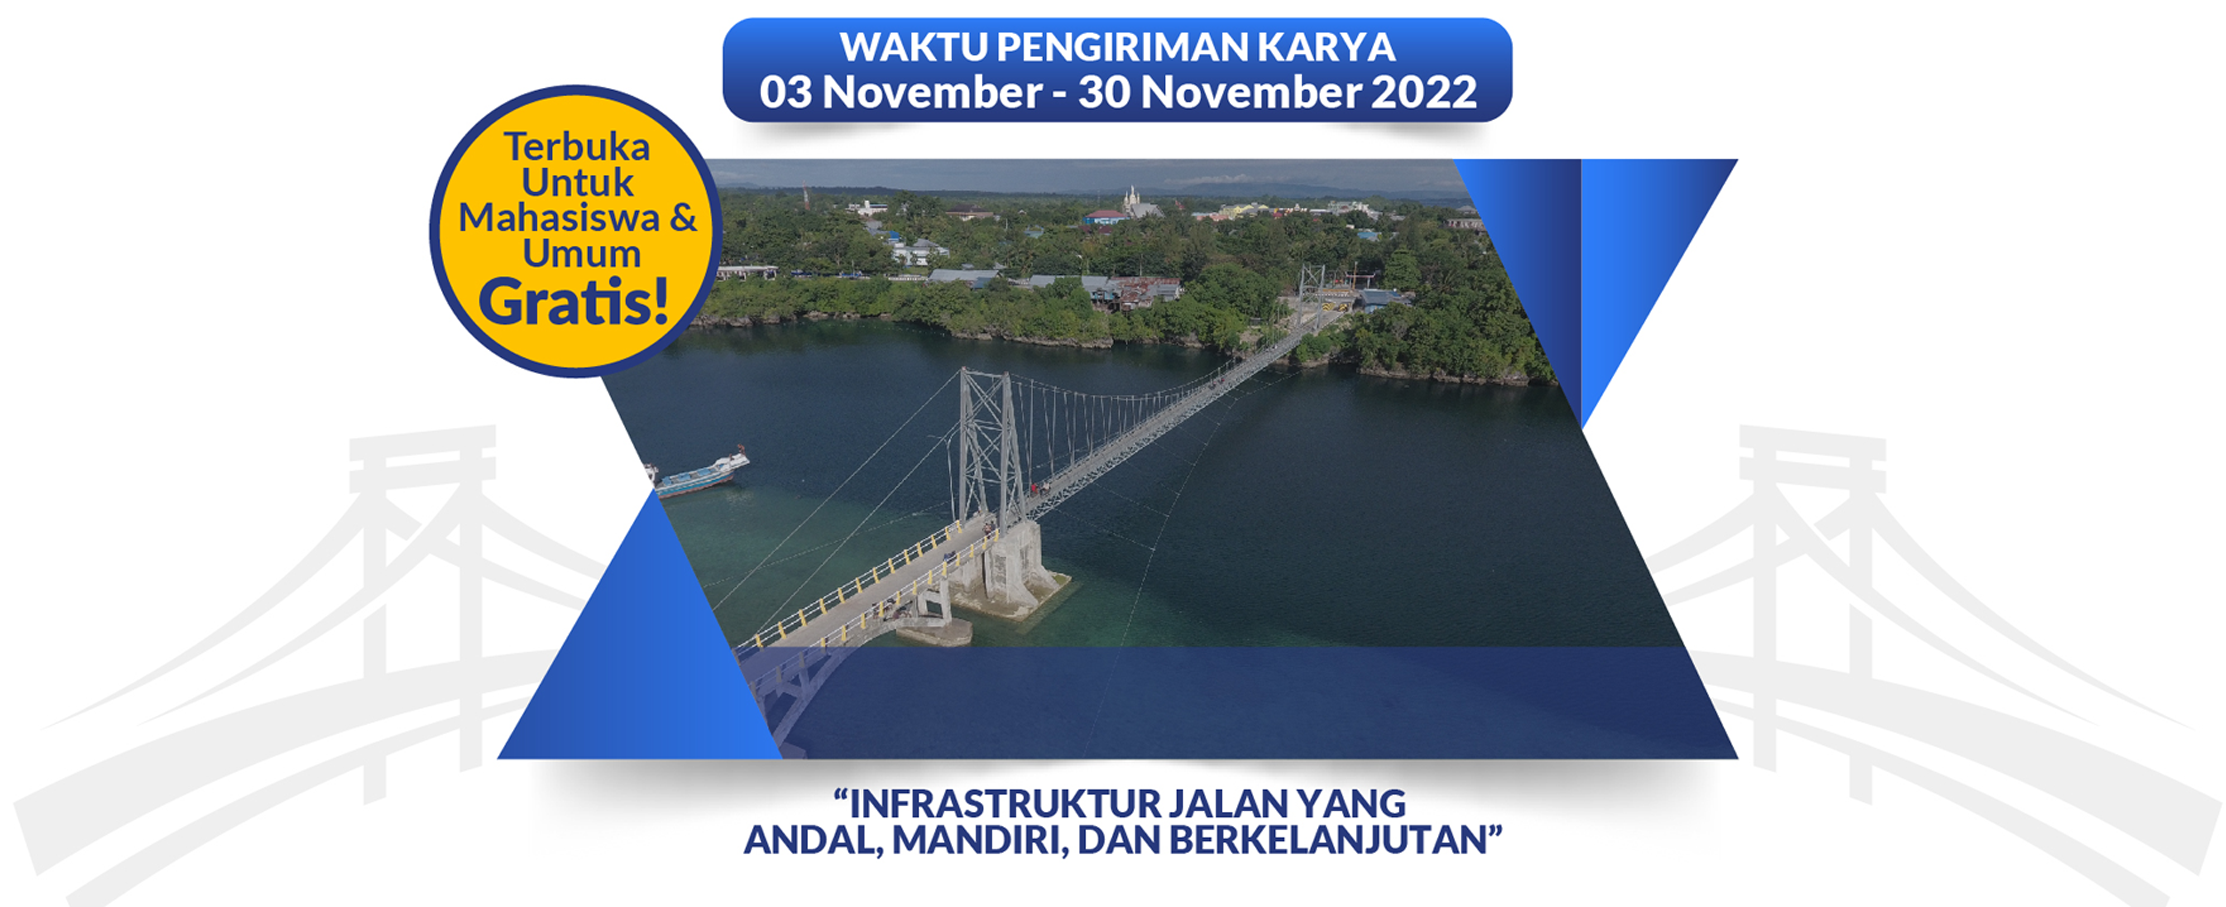 WAKTU PENGIRIMAN KARYA
03 November - 30 November 2022
Terbuka
Untuk
Mahasiswa &
Umum
Gratis!
“INFRASTRUKTUR JALAN YANG
ANDAL, MANDIRI, DAN BERKELANJUTAN”